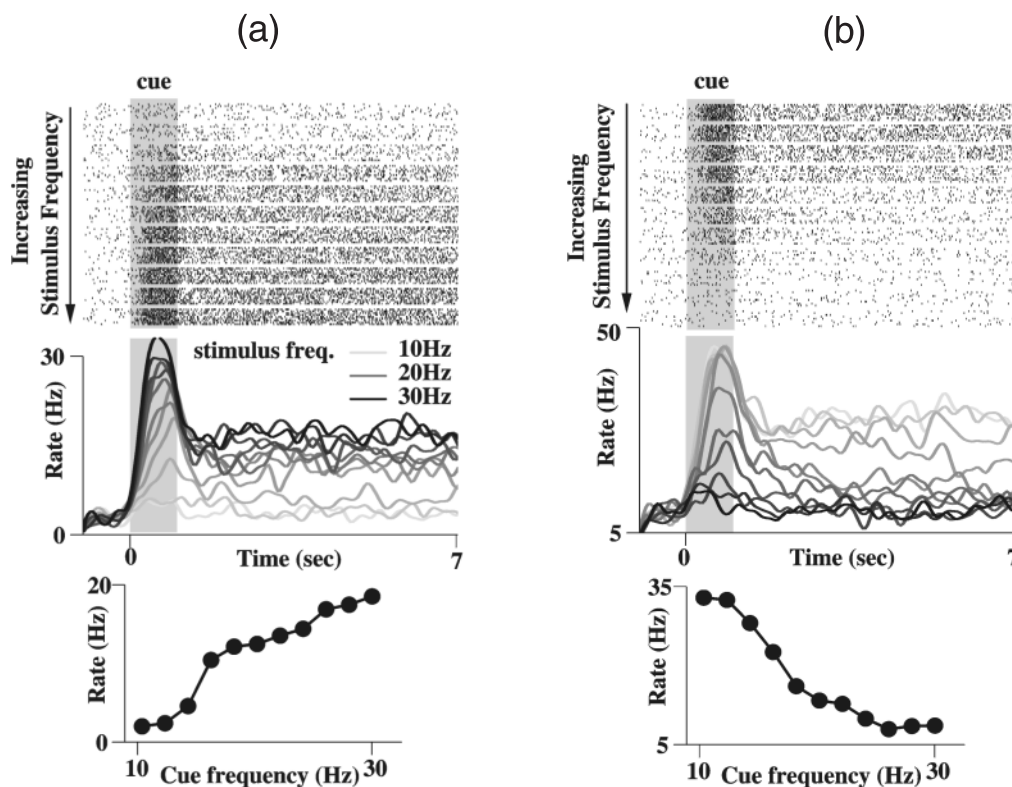 (a)
cue
Increasing
Stimulus Frequency
30
Rate (Hz)
0
stimulus freq.
10Hz
20Hz
30Hz
0
Time (sec)
7
20
Rate (Hz)
0
10
Cue frequency (Hz)
30
(b)
cue
Increasing
Stimulus Frequency
50
Rate (Hz)
5
0
Time (sec)
7
35
Rate (Hz)
5
10
Cue frequency (Hz)
30